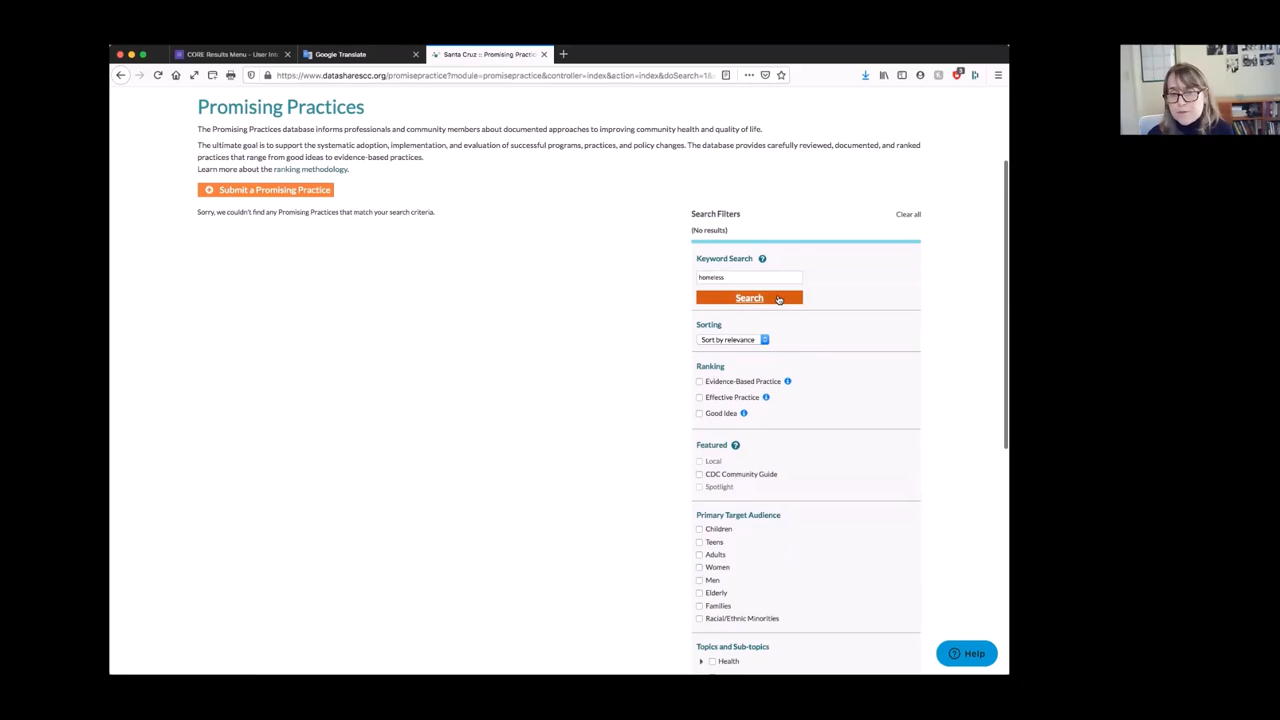 CORE Results Menu - User Int
Google Translate
Santa Cruz :: Promising Practic
https://www.datasharescc.org/promisepractice?module=promisepractice&controller=index&action=index&doSearch=1&
Promising Practices
The Promising Practices database informs professionals and community members about documented approaches to improving community health and quality of life.
The ultimate goal is to support the systematic adoption, implementation, and evaluation of successful programs, practices, and policy changes. The database provides carefully reviewed, documented, and ranked
practices that range from good ideas to evidence-based practices.
Learn more about the ranking methodology.
Submit a Promising Practice
Sorry, we couldn't find any Promising Practices that match your search criteria.
Search Filters
Clear all
(No results)
Keyword Search
homeless
Search
Sorting
Sort by relevance
Ranking
Evidence-Based Practice
Effective Practice
Good Idea
Featured
Local
CDC Community Guide
Spotlight
Primary Target Audience
Children
Teens
Adults
Women
Men
Elderly
Families
Racial/Ethnic Minorities
Topics and Sub-topics
Health
Help